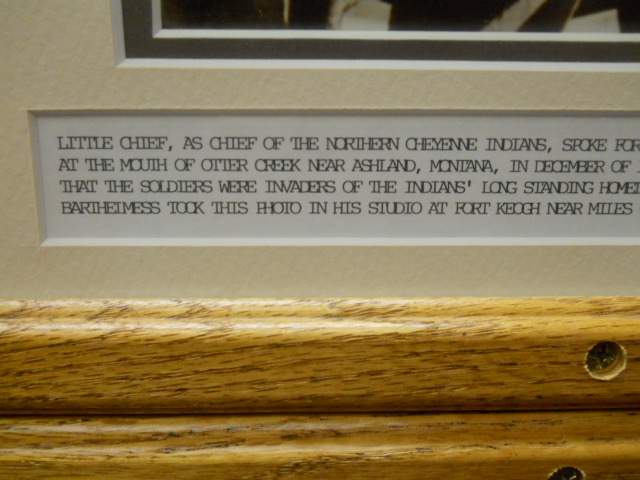 LITTLE CHIEF, AS CHIEF OF THE NORTHERN CHEYENNE INDIANS, SPOKE FOR
AT THE MOUTH OF OTTER CREEK NEAR ASHLAND, MONTANA, IN DECEMBER OF
THAT THE SOLDIERS WERE INVADERS OF THE INDIANS' LONG STANDING
BARTHELMESS TOOK THIS PHOTO IN HIS STUDIO AT FORT KEOGH NEAR MILES